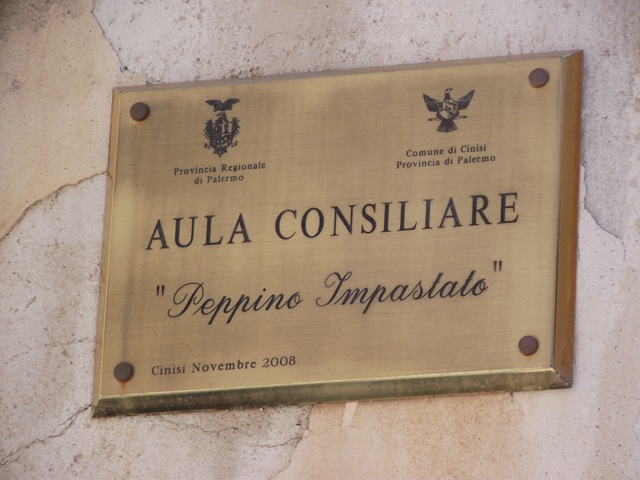 Provincia Regionale
di Palermo
Comune di Cinisi
Provincia di Palermo
AULA CONSILIARE
"Peppino Impastato"
Cinisi Novembre 2008